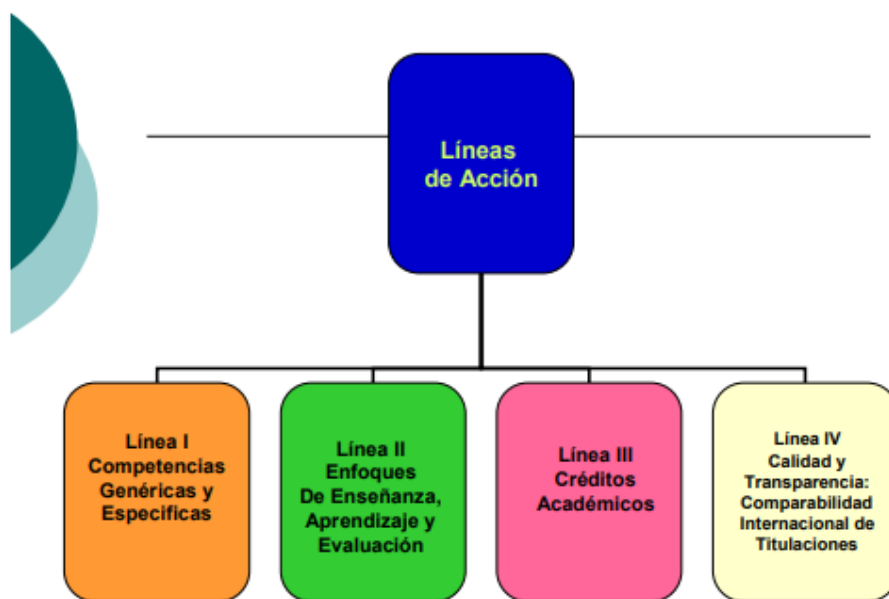 Líneas
de Acción
Línea I
Competencias
Genéricas y
Especificas
Línea II
Enfoques
De Enseñanza,
Aprendizaje y
Evaluación
Línea III
Créditos
Académicos
Línea IV
Calidad y
Transparencia:
Comparabilidad
Internacional de
Titulaciones